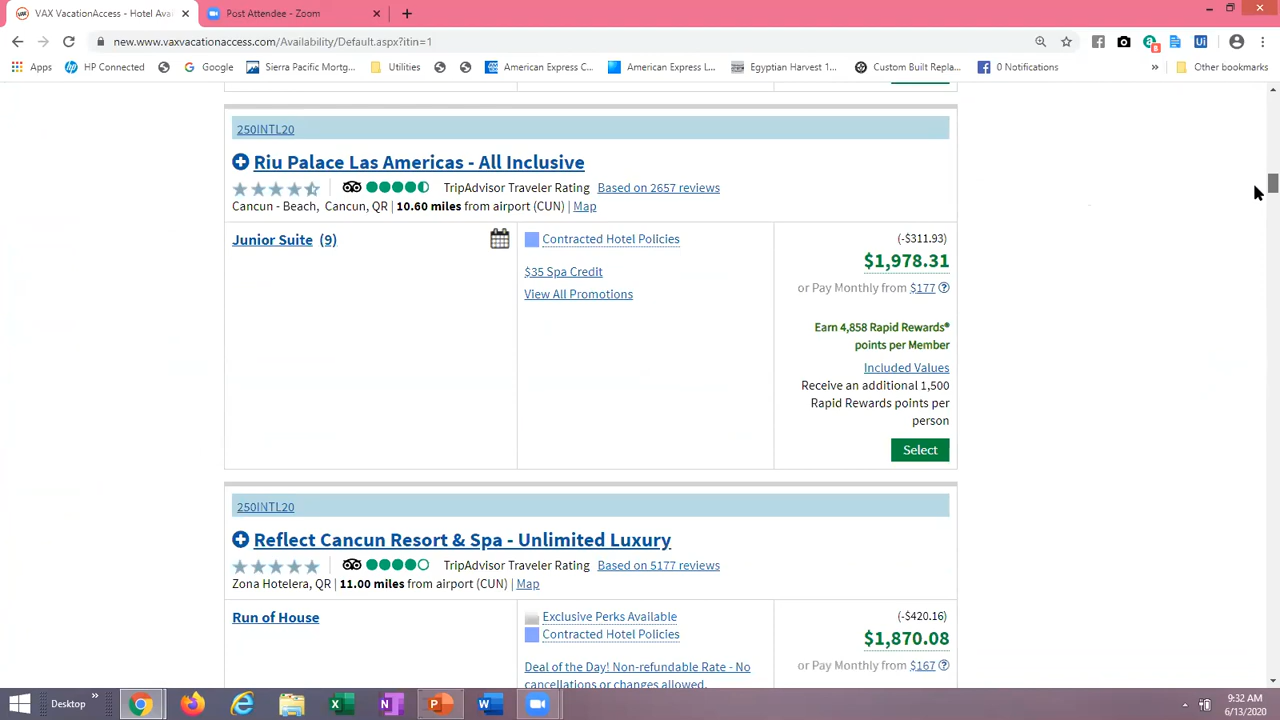 VAX VacationAccess - Hotel Ava
Post Attendee - Zoom
new.vaxvacationaccess.com/Availability/Default.aspx?itin=1
Apps
HP Connected
Google
Sierra Pacific Mortg...
Utilities
American Express C...
American Express L...
Egyptian Harvest 1...
Custom Built Repla...
0 Notifications
»
Other bookmarks
250INTL20
Riu Palace Las Americas - All Inclusive
TripAdvisor Traveler Rating Based on 2657 reviews
Cancun - Beach, Cancun, QR | 10.60 miles from airport (CUN) | Map
Junior Suite (9)
Contracted Hotel Policies
$35 Spa Credit
View All Promotions
(-$311.93)
$1,978.31
or Pay Monthly from $177
Earn 4,858 Rapid Rewards®
points per Member
Included Values
Receive an additional 1,500
Rapid Rewards points per
person
Select
250INTL20
Reflect Cancun Resort & Spa - Unlimited Luxury
TripAdvisor Traveler Rating Based on 5177 reviews
Zona Hotelera, QR | 11.00 miles from airport (CUN) | Map
Run of House
Exclusive Perks Available
Contracted Hotel Policies
Deal of the Day! Non-refundable Rate - No
cancellations or changes allowed.
(-$420.16)
$1,870.08
or Pay Monthly from $167
Desktop
»
9:32 AM
6/13/2020